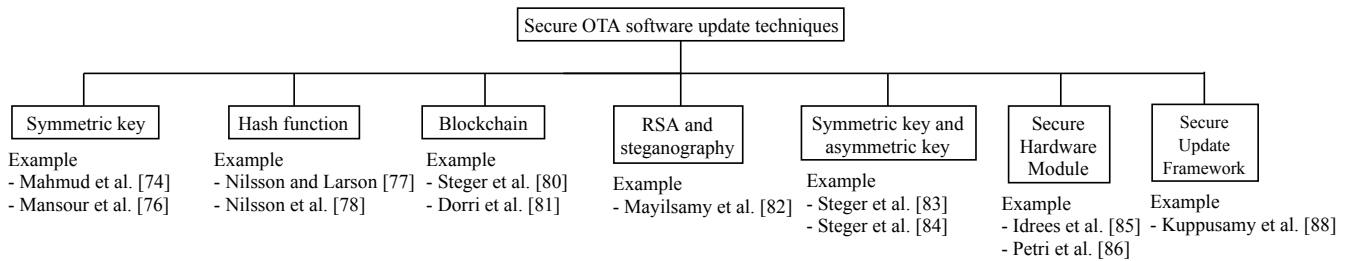 Secure OTA software update techniques
Symmetric key
Example
- Mahmud et al. [74]
- Mansour et al. [76]
Hash function
Example
- Nilsson and Larson [77]
- Nilsson et al. [78]
Blockchain
Example
- Steger et al. [80]
- Dorri et al. [81]
RSA and
steganography
Example
- Mayilsamy et al. [82]
Symmetric key and
asymmetric key
Example
- Steger et al. [83]
- Steger et al. [84]
Secure
Hardware
Module
Example
- Idrees et al. [85]
- Petri et al. [86]
Secure
Update
Framework
Example
- Kuppusamy et al. [88]